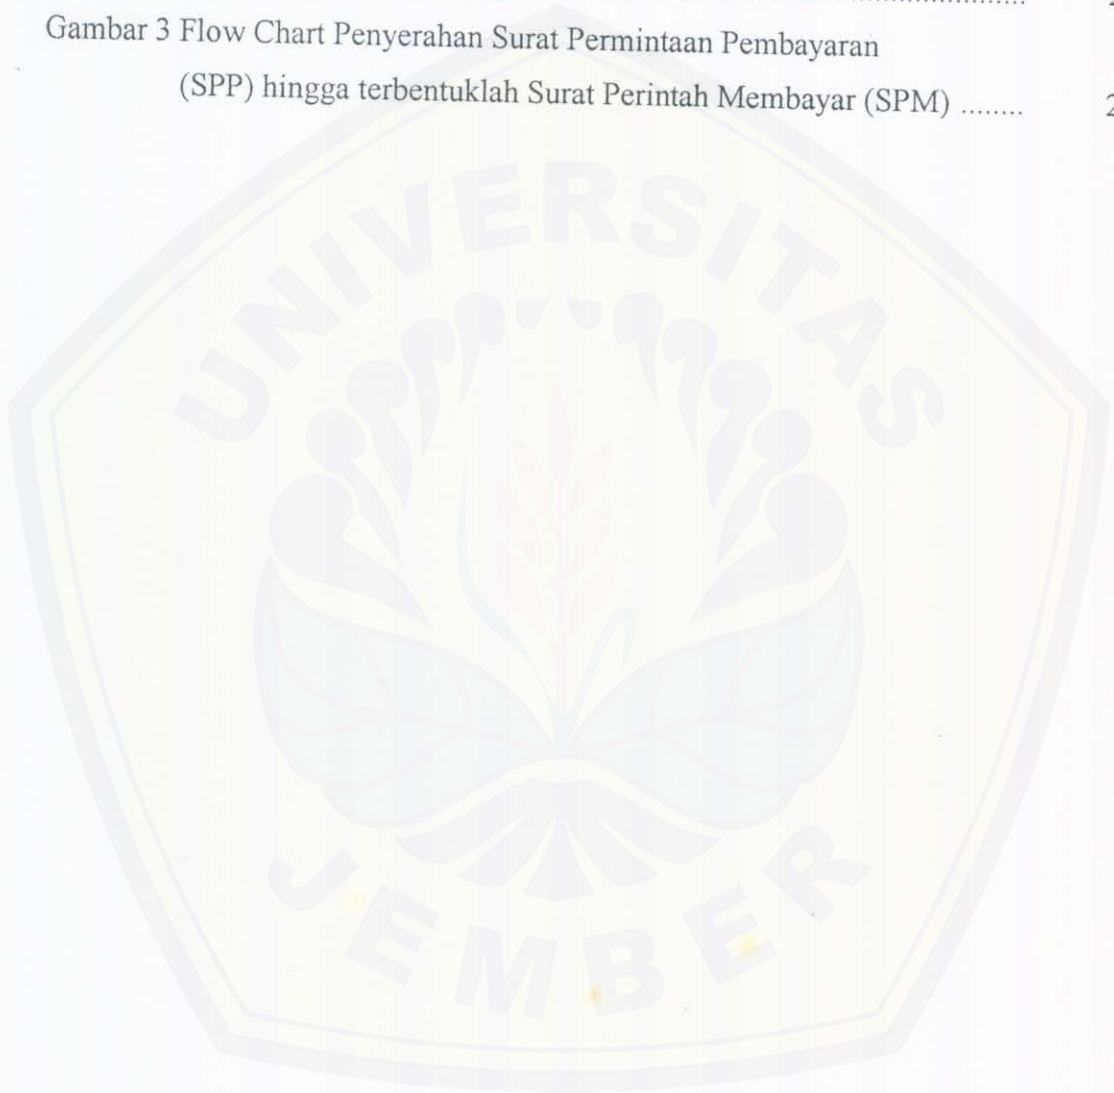 Gambar 3 Flow Chart Penyerahan Surat Permintaan Pembayaran
(SPP) hingga terbentuklah Surat Perintah Membayar (SPM) ........
UNIVERSITAS
JEMBER